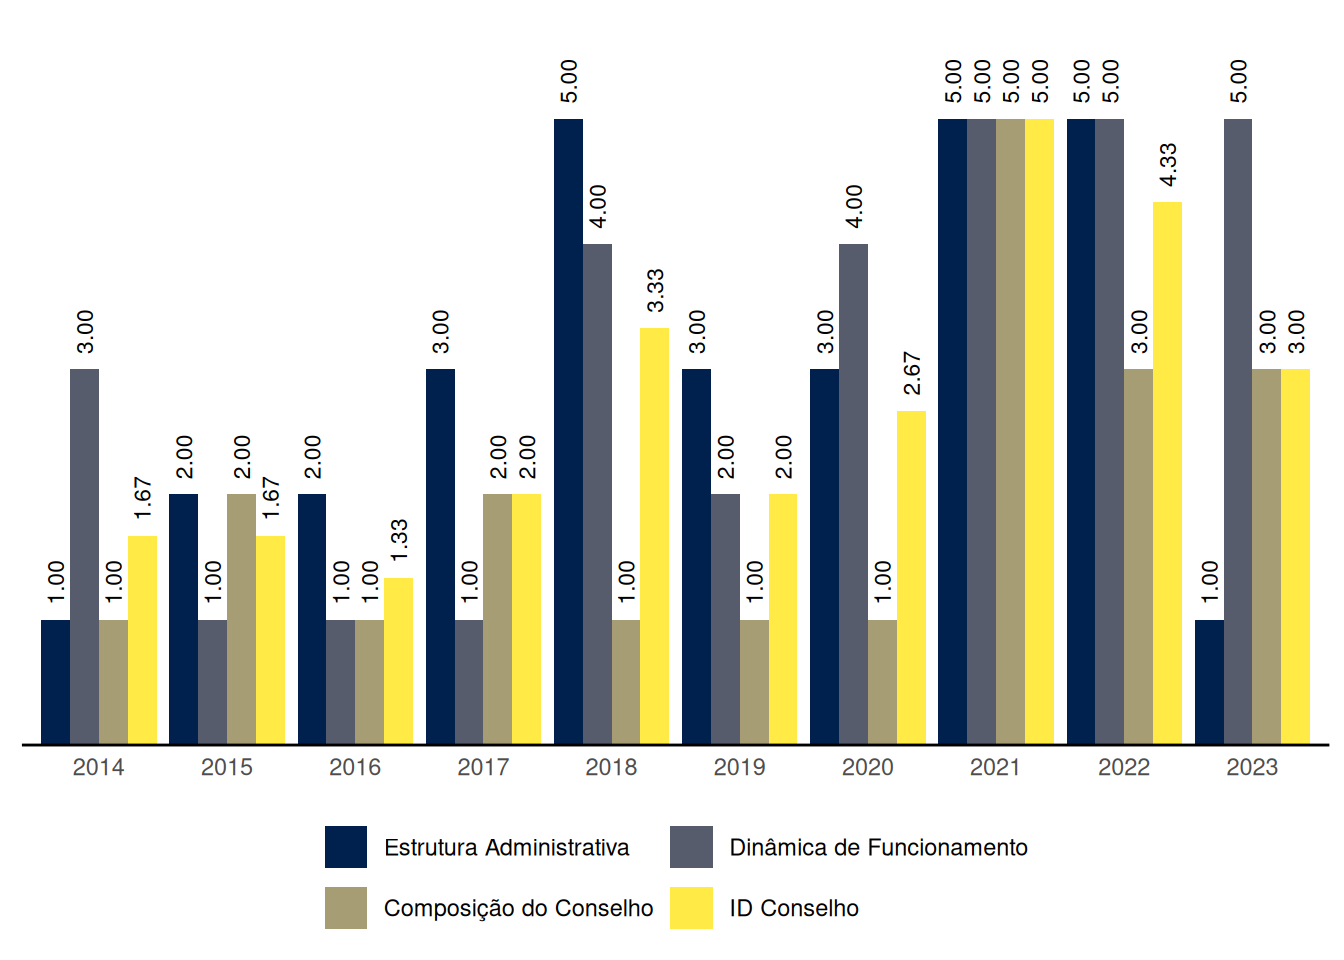 1.00 3.00 1.00 1.67 2.00 1.00 2.00 1.67 2.00 1.00 1.00 1.33 3.00 1.00 2.00 2.00 5.00 4.00 1.00 3.33 3.00 2.00 1.00 2.00 3.00 4.00 1.00 2.67 5.00 5.00 5.00 5.00 5.00 5.00 3.00 4.33 1.00 5.00 3.00 3.00
2014 2015 2016 2017 2018 2019 2020 2021 2022 2023
Estrutura Administrativa Dinâmica de Funcionamento
Composição do Conselho ID Conselho